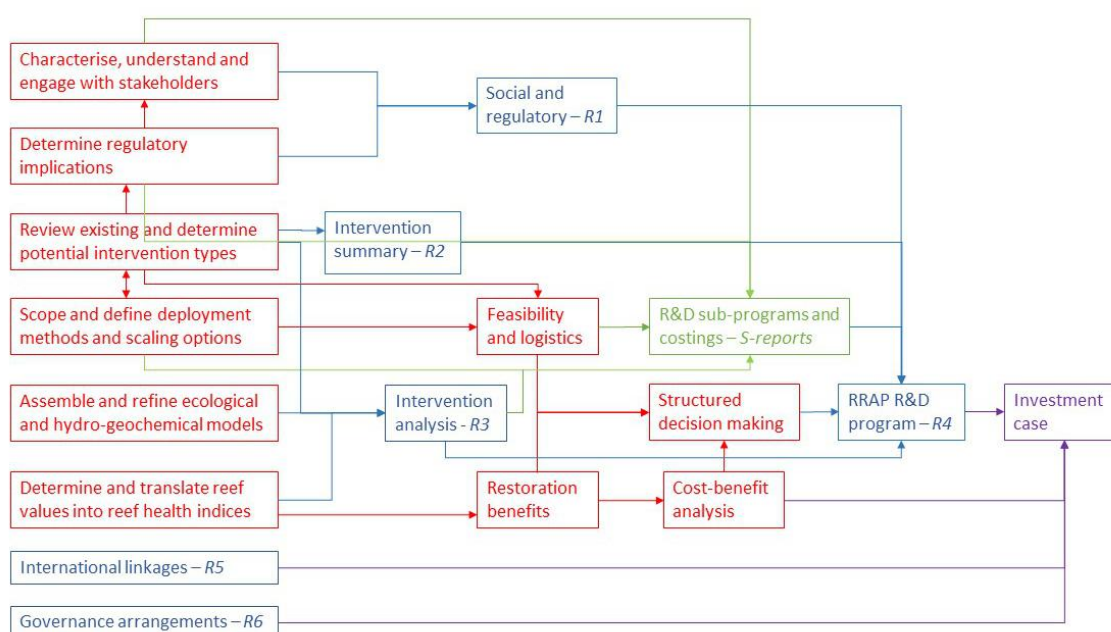 Characterise, understand and
engage with stakeholders
Social and
regulatory – R1
Determine regulatory
implications
Review existing and determine
potential intervention types
Intervention
summary – R2
Scope and define deployment
methods and scaling options
Feasibility
and logistics
R&D sub-programs and
costings – S-reports
Assemble and refine ecological
and hydro-geochemical models
Intervention
analysis - R3
Structured
decision making
RRAP R&D
program – R4
Investment
case
Determine and translate reef
values into reef health indices
Restoration
benefits
Cost-benefit
analysis
International linkages – R5
Governance arrangements – R6